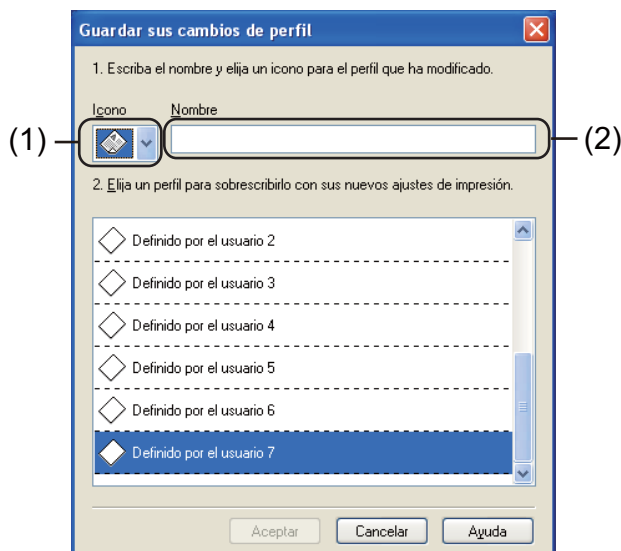 Guardar sus cambios de perfil
1. Escriba el nombre y elija un icono para el perfil que ha modificado.
Icono Nombre
(1) (2)
2. Elija un perfil para sobrescribirlo con sus nuevos ajustes de impresión.
Definido por el usuario 2
Definido por el usuario 3
Definido por el usuario 4
Definido por el usuario 5
Definido por el usuario 6
Definido por el usuario 7
Aceptar Cancelar Ayuda